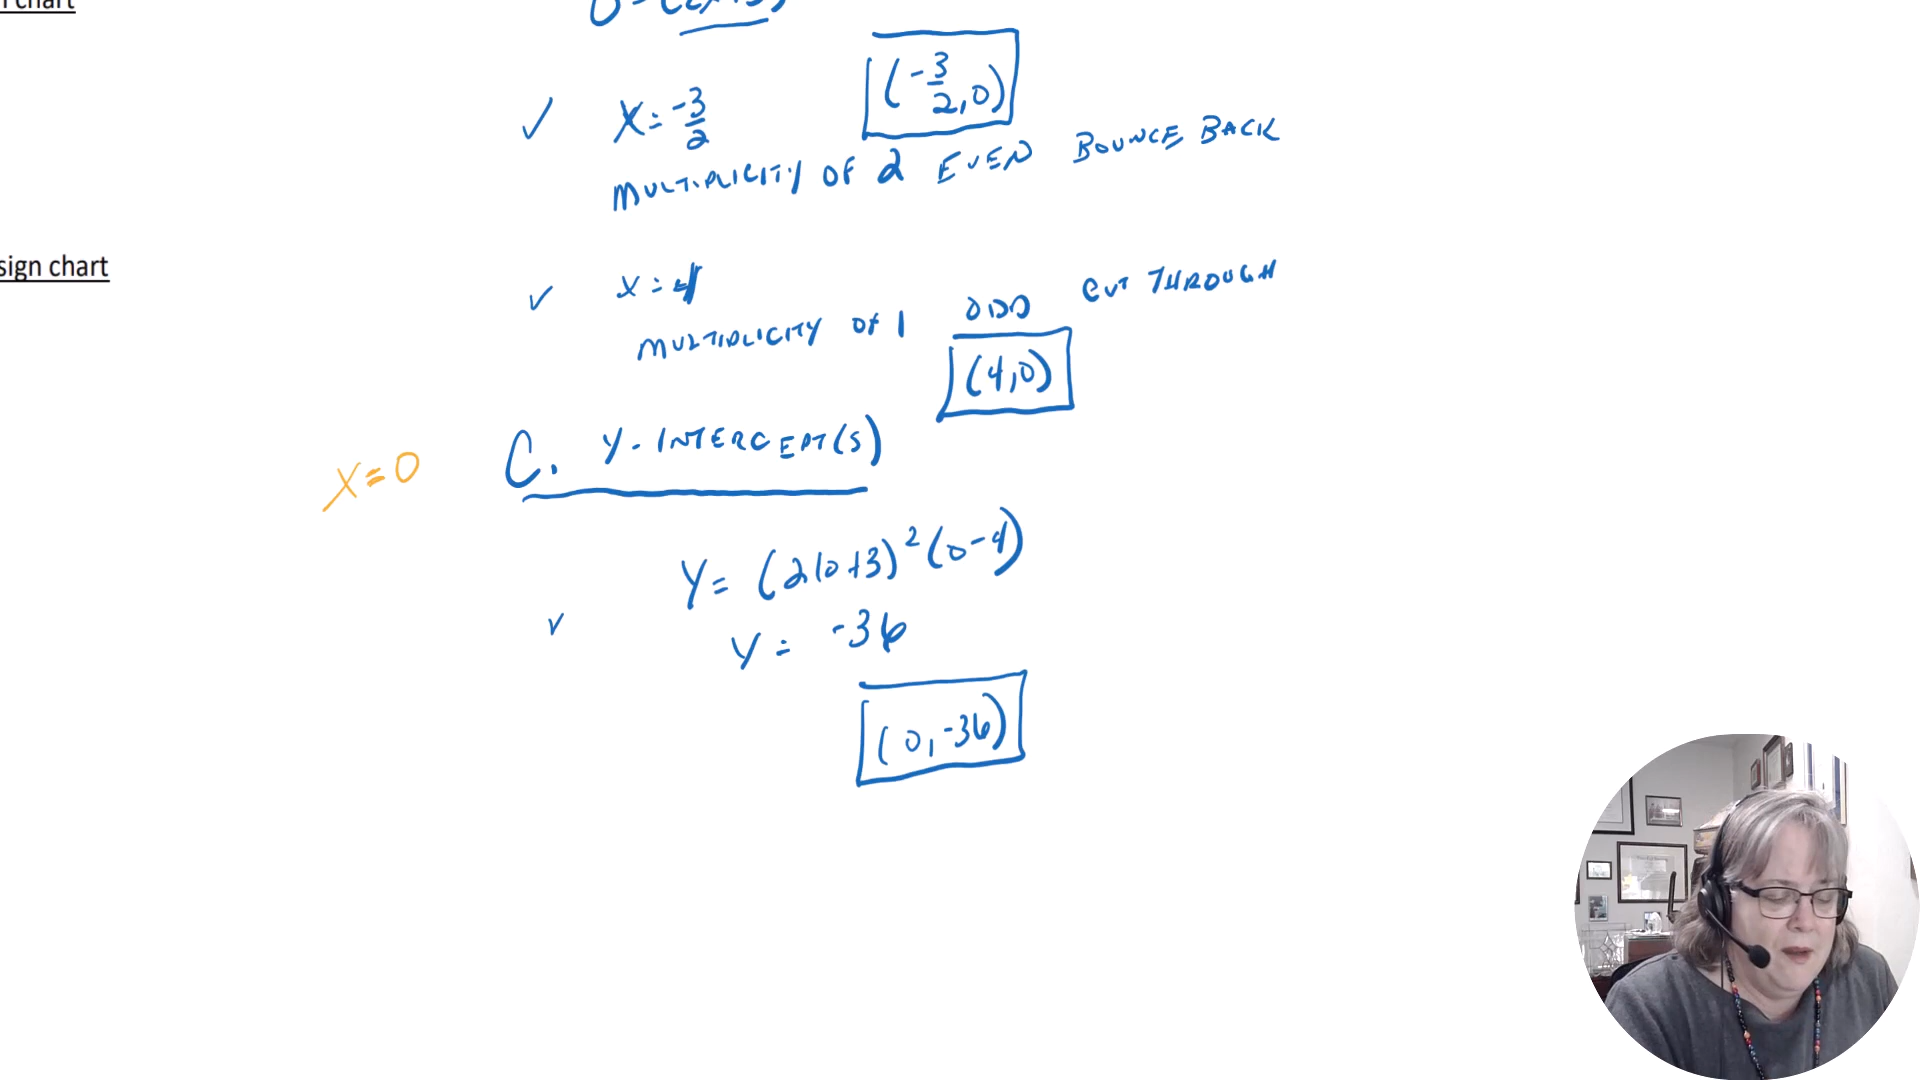 n chart
(-3/2, 0)
✓ X = -3/2
MULTIPLICITY OF 2 EVEN BOUNCE BACK
sign chart
✓ X = 4
MULTIPLICITY OF 1 ODD CUT THROUGH
(4,0)
X=0 C. Y-INTERCEPT(S)
Y= (2(0+3)²(0-4)
✓ Y= -36
(0,-36)